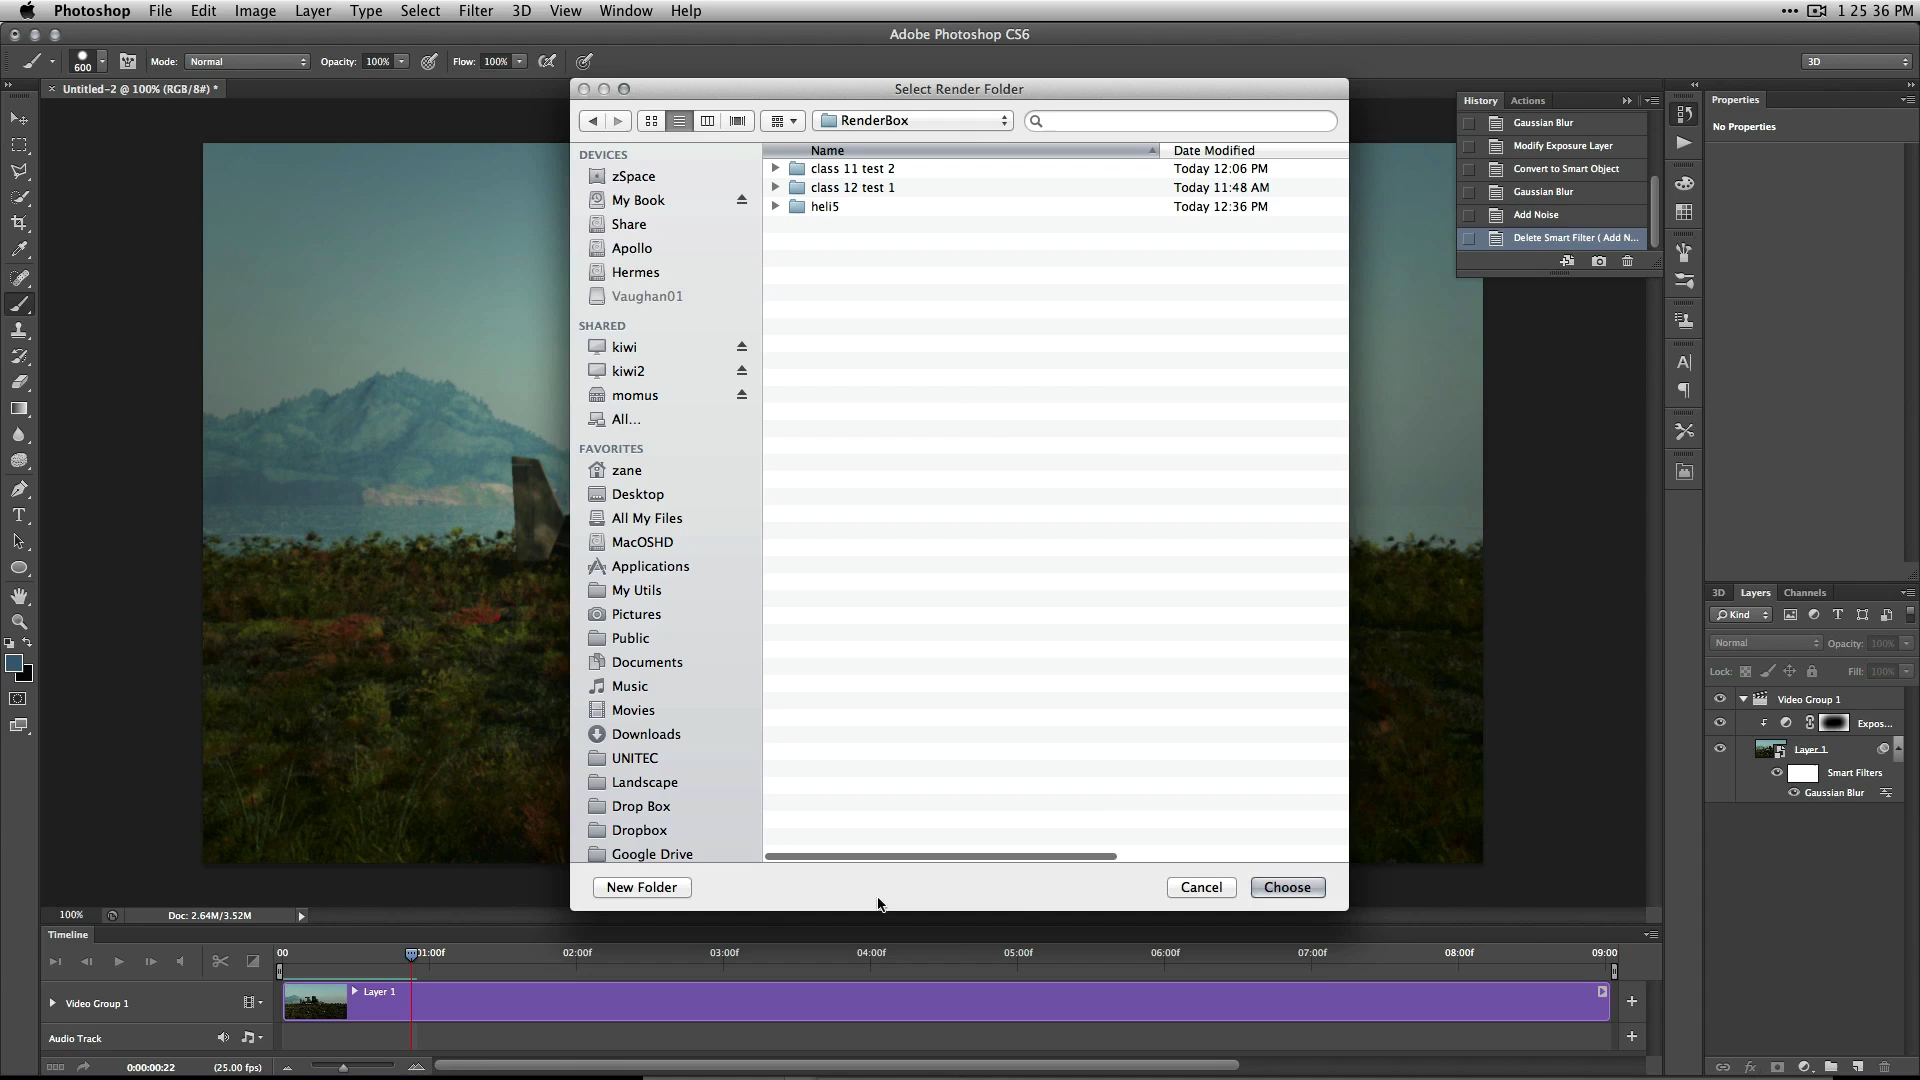 Photoshop File Edit Image Layer Type Select Filter 3D View Window Help 1 25 36 PM
Adobe Photoshop CS6
600 Mode: Normal Opacity: 100% Flow: 100% 3D
× Untitled-2 @ 100% (RGB/8#) *
Select Render Folder
RenderBox
Name Date Modified
class 11 test 2 Today 12:06 PM
class 12 test 1 Today 11:48 AM
heli5 Today 12:36 PM
DEVICES
zSpace
My Book
Share
Apollo
Hermes
Vaughan01
SHARED
kiwi
kiwi2
momus
All...
FAVORITES
zane
Desktop
All My Files
MacOSHD
Applications
My Utils
Pictures
Public
Documents
Music
Movies
Downloads
UNITEC
Landscape
Drop Box
Dropbox
Google Drive
New Folder Cancel Choose
History Actions
Gaussian Blur
Modify Exposure Layer
Convert to Smart Object
Gaussian Blur
Add Noise
Delete Smart Filter ( Add N...
Properties
No Properties
3D Layers Channels
Kind
Normal Opacity: 100%
Lock: Fill: 100%
Video Group 1
Expos...
Layer 1
Smart Filters
Gaussian Blur
100% Doc: 2.64M/3.52M
Timeline
00 01:00f 02:00f 03:00f 04:00f 05:00f 06:00f 07:00f 08:00f 09:00
Video Group 1 Layer 1
Audio Track
0:00:00:22 (25.00 fps)